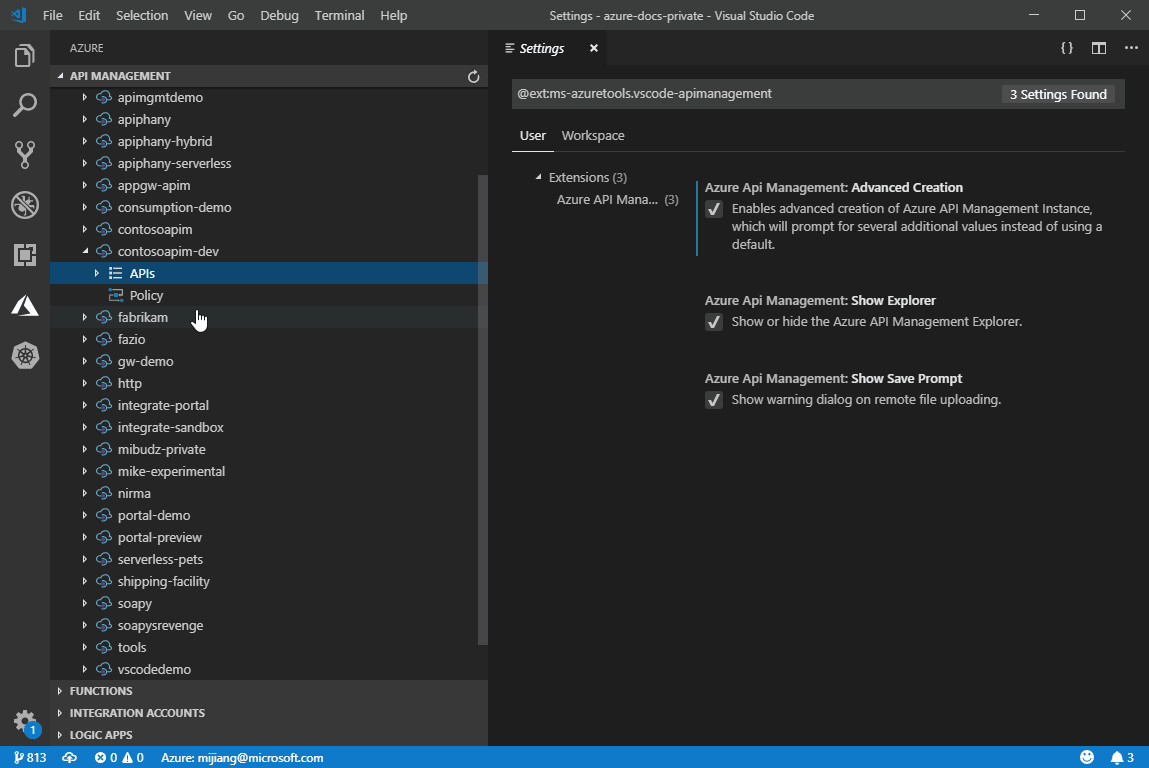 File Edit Selection View Go Debug Terminal Help
Settings - azure-docs-private - Visual Studio Code
AZURE
API MANAGEMENT
apimgmtdemo
apiphany
apiphany-hybrid
apiphany-serverless
appgw-apim
consumption-demo
contosoapim
contosoapim-dev
APIs
Policy
fabrikam
fazio
gw-demo
http
integrate-portal
integrate-sandbox
mibudz-private
mike-experimental
nirma
portal-demo
portal-preview
serverless-pets
shipping-facility
soapy
soapysrevenge
tools
vscodedemo
FUNCTIONS
INTEGRATION ACCOUNTS
LOGIC APPS
1
Settings
{}
@ext:ms-azuretools.vscode-apimanagement
3 Settings Found
User Workspace
Extensions (3)
Azure API Mana... (3)
Azure Api Management: Advanced Creation
Enables advanced creation of Azure API Management Instance,
which will prompt for several additional values instead of using a
default.
Azure Api Management: Show Explorer
Show or hide the Azure API Management Explorer.
Azure Api Management: Show Save Prompt
Show warning dialog on remote file uploading.
813 0 0 Azure: mijiang@microsoft.com 3